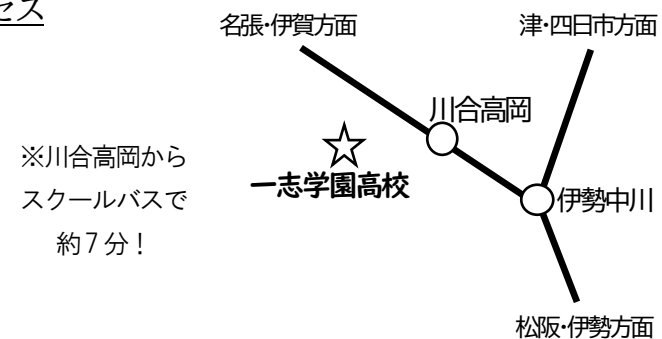 セス
名張・伊賀方面
津・四日市方面
川合高岡
※川合高岡から
スクールバスで
約7分！
一志学園高校
伊勢中川
松阪・伊勢方面